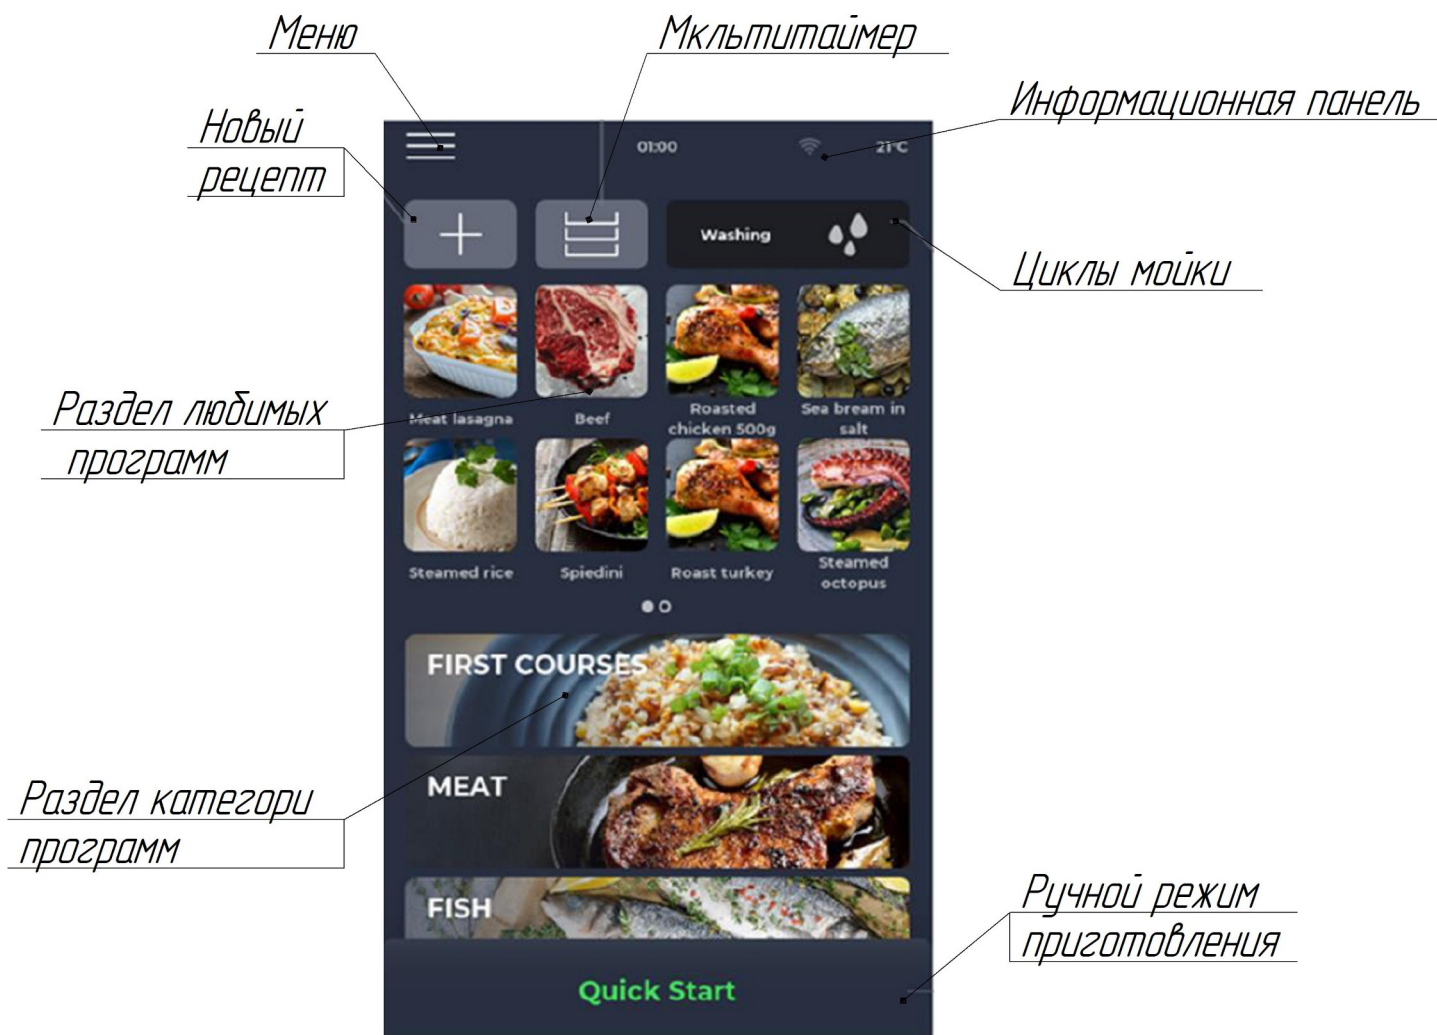 Меню
Мкльтитаймер
Информационная панель
Новый
рецепт
01:00
21°C
Washing
Циклы мойки
Раздел любимых
программ
Meat lasagna
Beef
Roasted
chicken 500g
Sea bream in
salt
Steamed rice
Spiedini
Roast turkey
Steamed
octopus
FIRST COURSES
Раздел категори
программ
MEAT
FISH
Ручной режим
приготовления
Quick Start